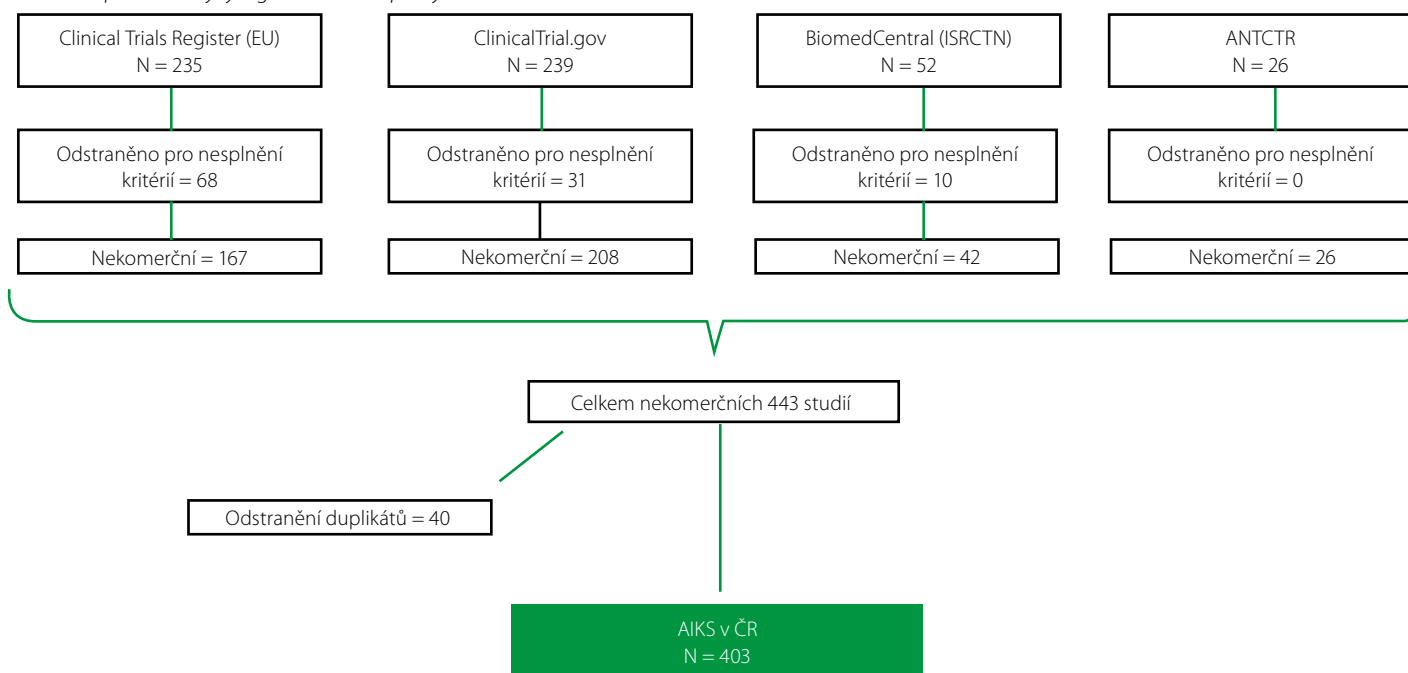 Clinical Trials Register (EU)
N = 235
ClinicalTrial.gov
N = 239
BiomedCentral (ISRCTN)
N = 52
ANTCTR
N = 26
Odstraněno pro nesplnění
kritérií = 68
Odstraněno pro nesplnění
kritérií = 31
Odstraněno pro nesplnění
kritérií = 10
Odstraněno pro nesplnění
kritérií = 0
Nekomerční = 167
Nekomerční = 208
Nekomerční = 42
Nekomerční = 26
Celkem nekomerčních 443 studií
Odstranění duplikátů = 40
AIKS v ČR
N = 403